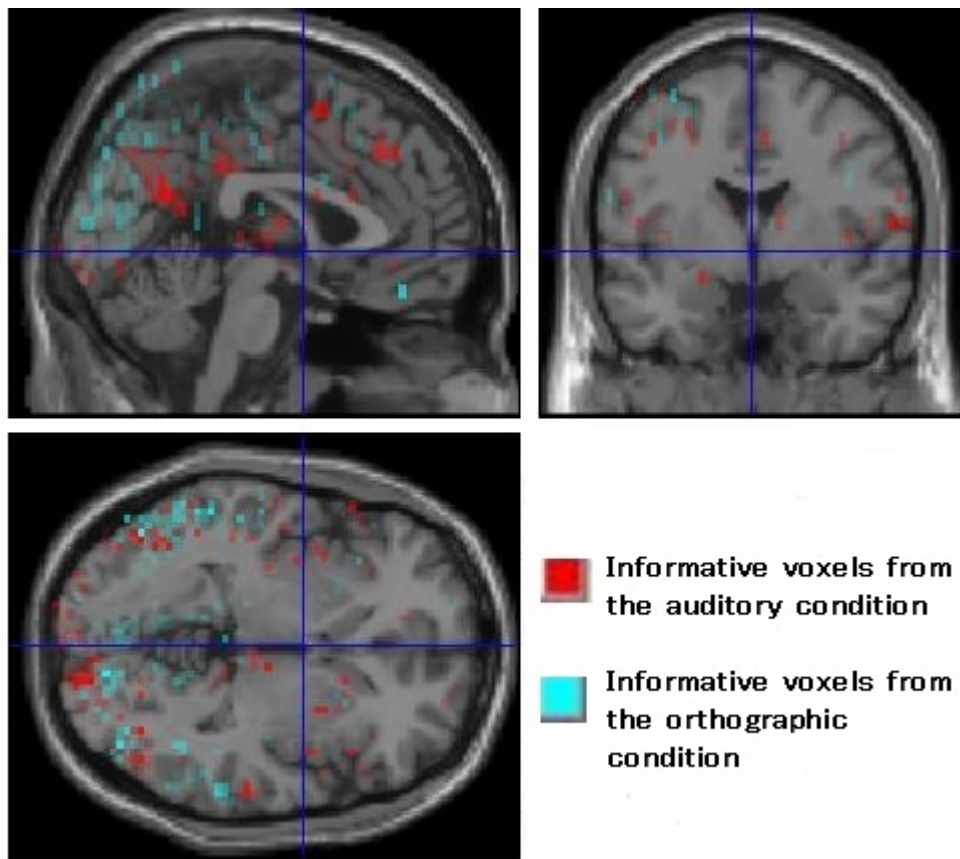 Informative voxels from
the auditory condition
Informative voxels from
the orthographic
condition